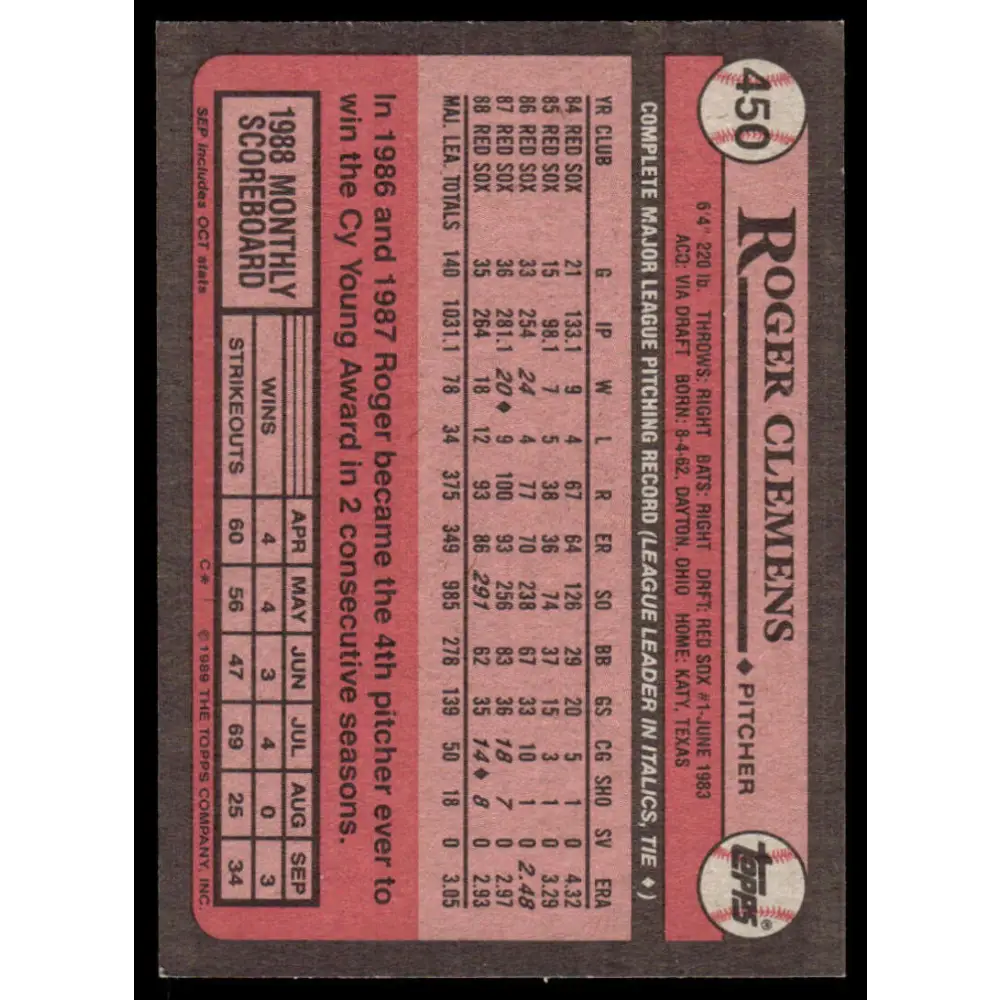 450
ROGER CLEMENS ♦ PITCHER
topps®
6'4" 220 lb. THROWS: RIGHT BATS: RIGHT DRFT: RED SOX #1-JUNE 1983
ACQ: VIA DRAFT BORN: 8-4-62, DAYTON, OHIO HOME: KATY, TEXAS
COMPLETE MAJOR LEAGUE PITCHING RECORD (LEAGUE LEADER IN ITALICS, TIE ♦)
YR CLUB G IP W L R ER SO BB GS CG SHO SV ERA
84 RED SOX 21 133.1 9 4 67 64 126 29 20 5 1 0 4.32
85 RED SOX 15 98.1 7 5 38 36 74 37 15 3 1 0 3.29
86 RED SOX 33 254 24 4 77 70 238 67 33 10 1 0 2.48
87 RED SOX 36 281.1 20♦ 9 100 93 256 83 36 18 7 0 2.97
88 RED SOX 35 264 18 12 93 86 291 62 35 14♦ 8 0 2.93
MAJ. LEA. TOTALS 140 1031.1 78 34 375 349 985 278 139 50 18 0 3.05
In 1986 and 1987 Roger became the 4th pitcher ever to
win the Cy Young Award in 2 consecutive seasons.
1988 MONTHLY
SCOREBOARD
APR MAY JUN JUL AUG SEP
WINS 4 4 3 4 0 3
STRIKEOUTS 60 56 47 69 25 34
SEP includes OCT stats C* ©1989 THE TOPPS COMPANY, INC.